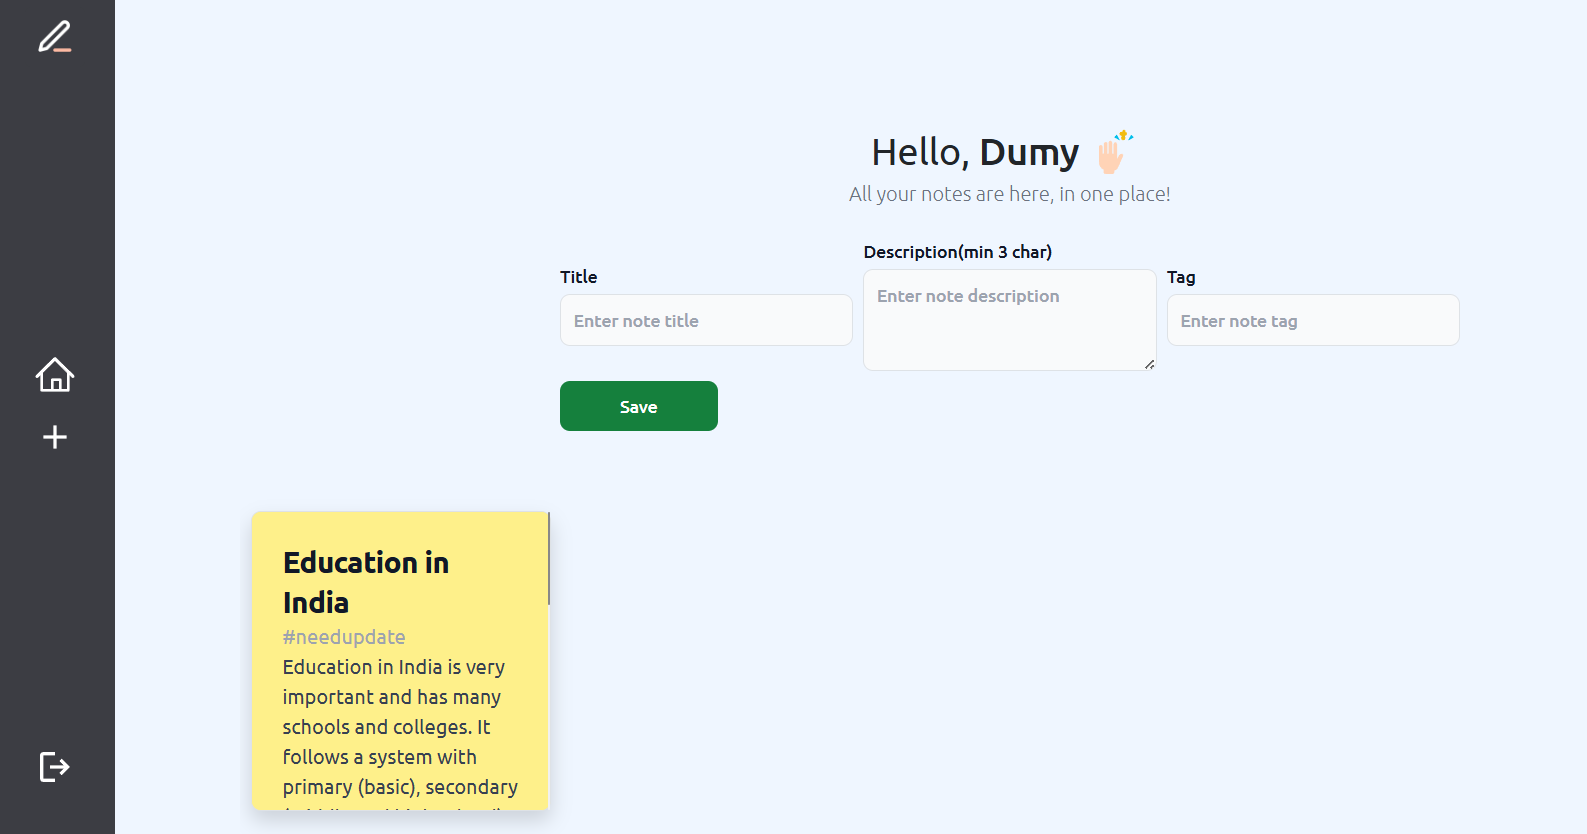 Hello, Dumy
All your notes are here, in one place!
Title
Enter note title
Description(min 3 char)
Enter note description
Tag
Enter note tag
Save
Education in
India
#needupdate
Education in India is very
important and has many
schools and colleges. It
follows a system with
primary (basic), secondary